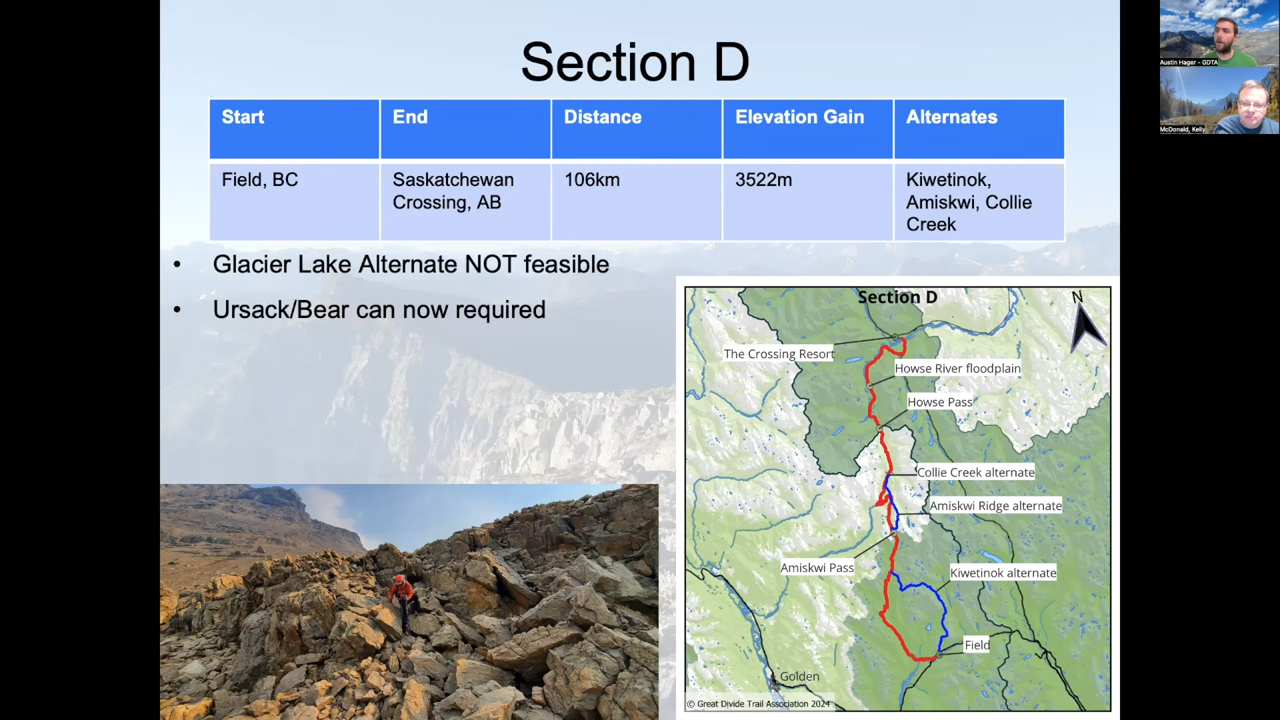 Section D
Start
End
Distance
Elevation Gain
Alternates
Field, BC
Saskatchewan
Crossing, AB
106km
3522m
Kiwetinok,
Amiskwi, Collie
Creek
• Glacier Lake Alternate NOT feasible
• Ursack/Bear can now required
Section D
N
The Crossing Resort
Howse River floodplain
Howse Pass
Collie Creek alternate
Amiskwi Ridge alternate
Amiskwi Pass
Kiwetinok alternate
Field
Golden
© Great Divide Trail Association 2024
Austin Hager - GDTA
McDonald, Kelly